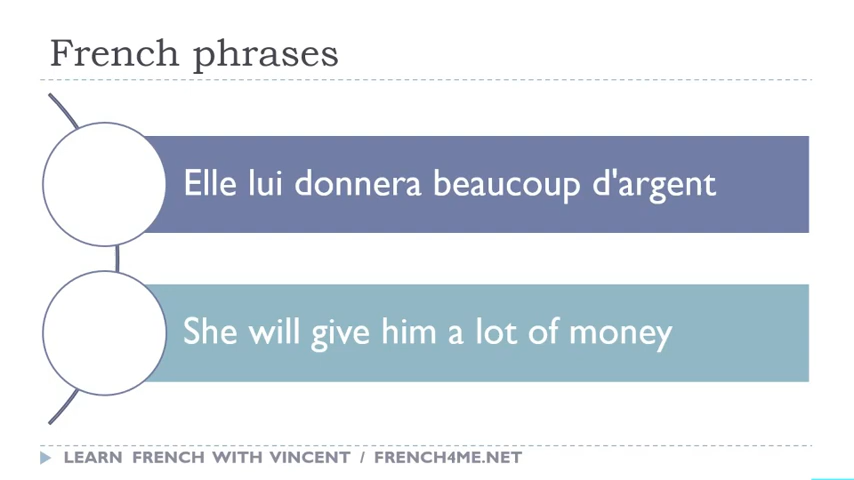 French phrases
Elle lui donnera beaucoup d'argent
She will give him a lot of money
LEARN FRENCH WITH VINCENT / FRENCH4ME.NET